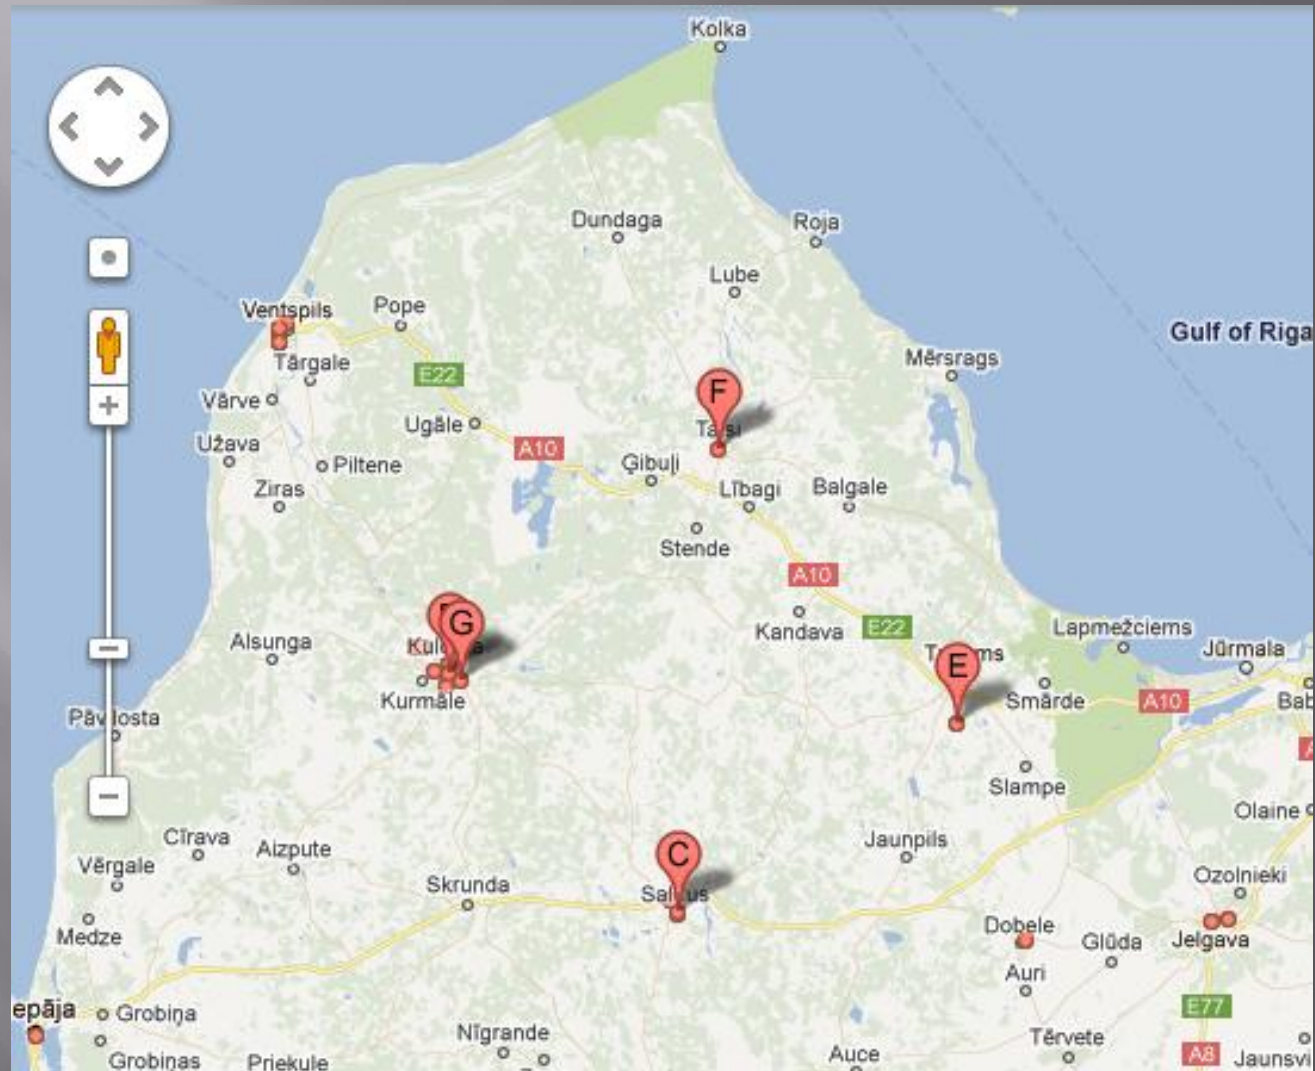 Kolka
Dundaga
Roja
Lube
Ventspils
Pope
Gulf of Riga
Tārgale
Mērsrags
E22
F
Vārve
Ugāle
Užava
A10
Piltene
Ģibuļi
Ziras
Lībagi
Balgale
Stende
A10
G
Kandava
E22
Lapmežciems
Alsunga
Jūrmala
E
Kurmāle
Smārde
A10
Slampe
Olaine
Cīrava
Aizpute
Jaunpils
C
Vērgale
Skrunda
Ozolnieki
Medze
Dobele
Glūda
Jelgava
Auri
epāja
Grobiņa
E77
Nīgrande
Tērvete
Grobiņas
Priekule
Auce
A8
Jaunsvi